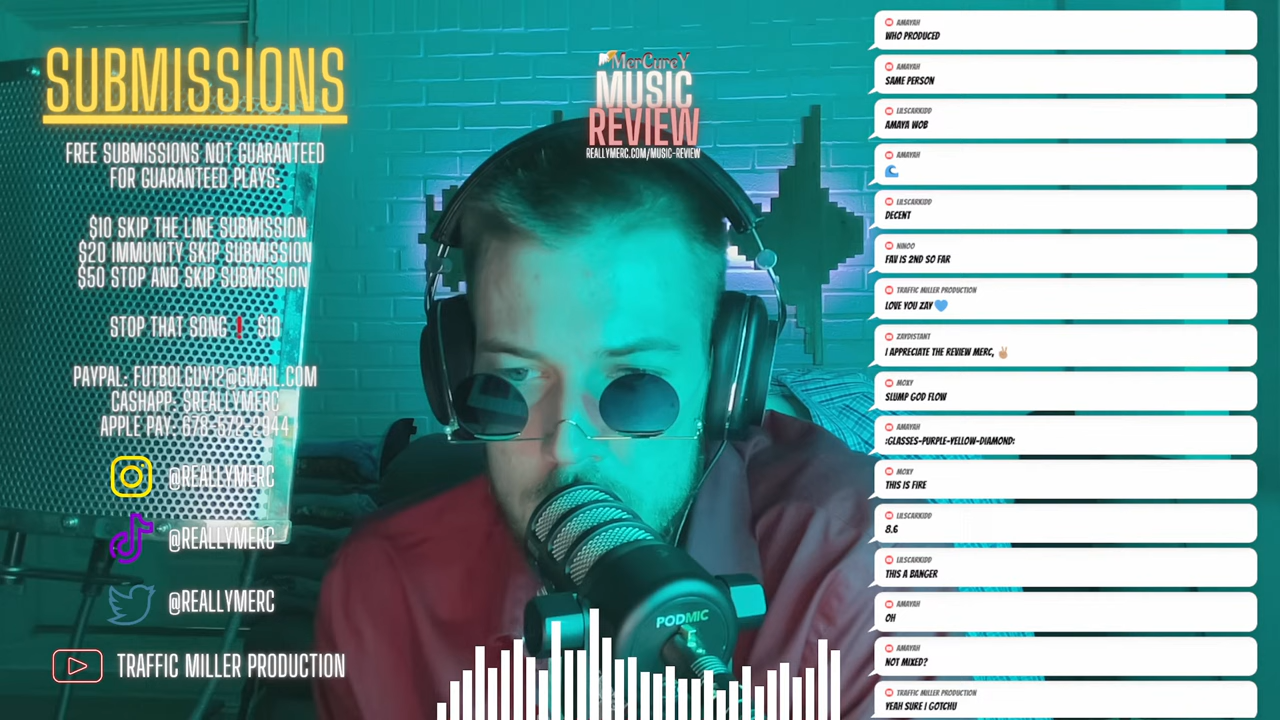 SUBMISSIONS
FREE SUBMISSIONS NOT GUARANTEED
FOR GUARANTEED PLAYS:
$10 SKIP THE LINE SUBMISSION
$20 IMMUNITY SKIP SUBMISSION
$50 STOP AND SKIP SUBMISSION
STOP THAT SONG❗ $10
PAYPAL: FUTBOLGUY12@GMAIL.COM
CASHAPP: $REALLYMERC
APPLE PAY: 678-572-2944
@REALLYMERC
@REALLYMERC
@REALLYMERC
TRAFFIC MILLER PRODUCTION
MerCureY
MUSIC
REVIEW
REALLYMERC.COM/MUSIC-REVIEW
PODMIC
AMAYAH
WHO PRODUCED
AMAYAH
SAME PERSON
LILSCARKIDD
AMAYA WOB
AMAYAH
🌊
LILSCARKIDD
DECENT
NINOO
FAV IS 2ND SO FAR
TRAFFIC MILLER PRODUCTION
LOVE YOU ZAY 💙
ZAYDISTANT
I APPRECIATE THE REVIEW MERC, ✌🏽
MOXY
SLUMP GOD FLOW
AMAYAH
:GLASSES-PURPLE-YELLOW-DIAMOND:
MOXY
THIS IS FIRE
LILSCARKIDD
8.6
LILSCARKIDD
THIS A BANGER
AMAYAH
OH
AMAYAH
NOT MIXED?
TRAFFIC MILLER PRODUCTION
YEAH SURE I GOTCHU